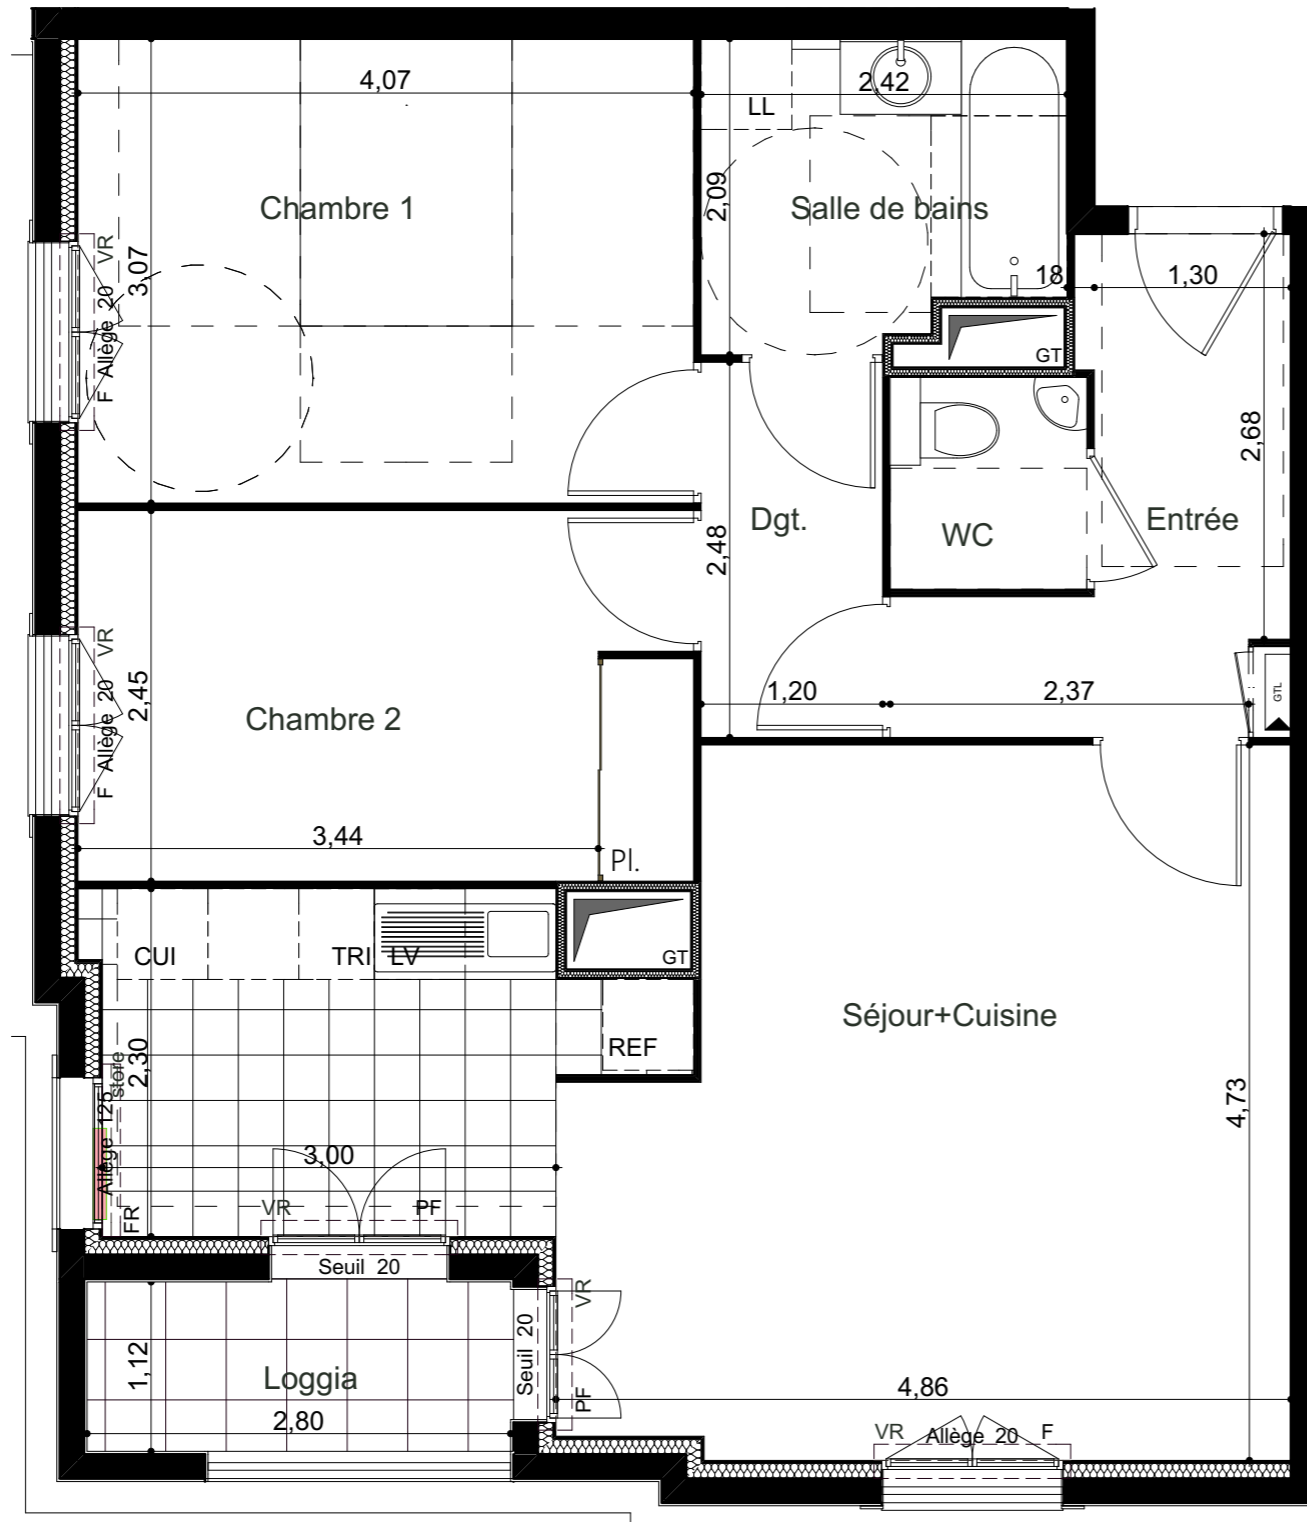 4,07
2,42
LL
Chambre 1
2,09
Salle de bains
VR
3,07
18
1,30
F Allège 20
GT
2,68
Dgt.
WC
Entrée
2,48
VR
2,45
Chambre 2
1,20
2,37
GTL
F Allège 20
3,44
Pl.
CUI
TRI
LV
GT
Séjour+Cuisine
REF
2,30
store
Allège 125
4,73
3,00
FR
VR
PF
Seuil 20
VR
Seuil 20
1,12
Loggia
PF
4,86
2,80
VR
Allège 20
F